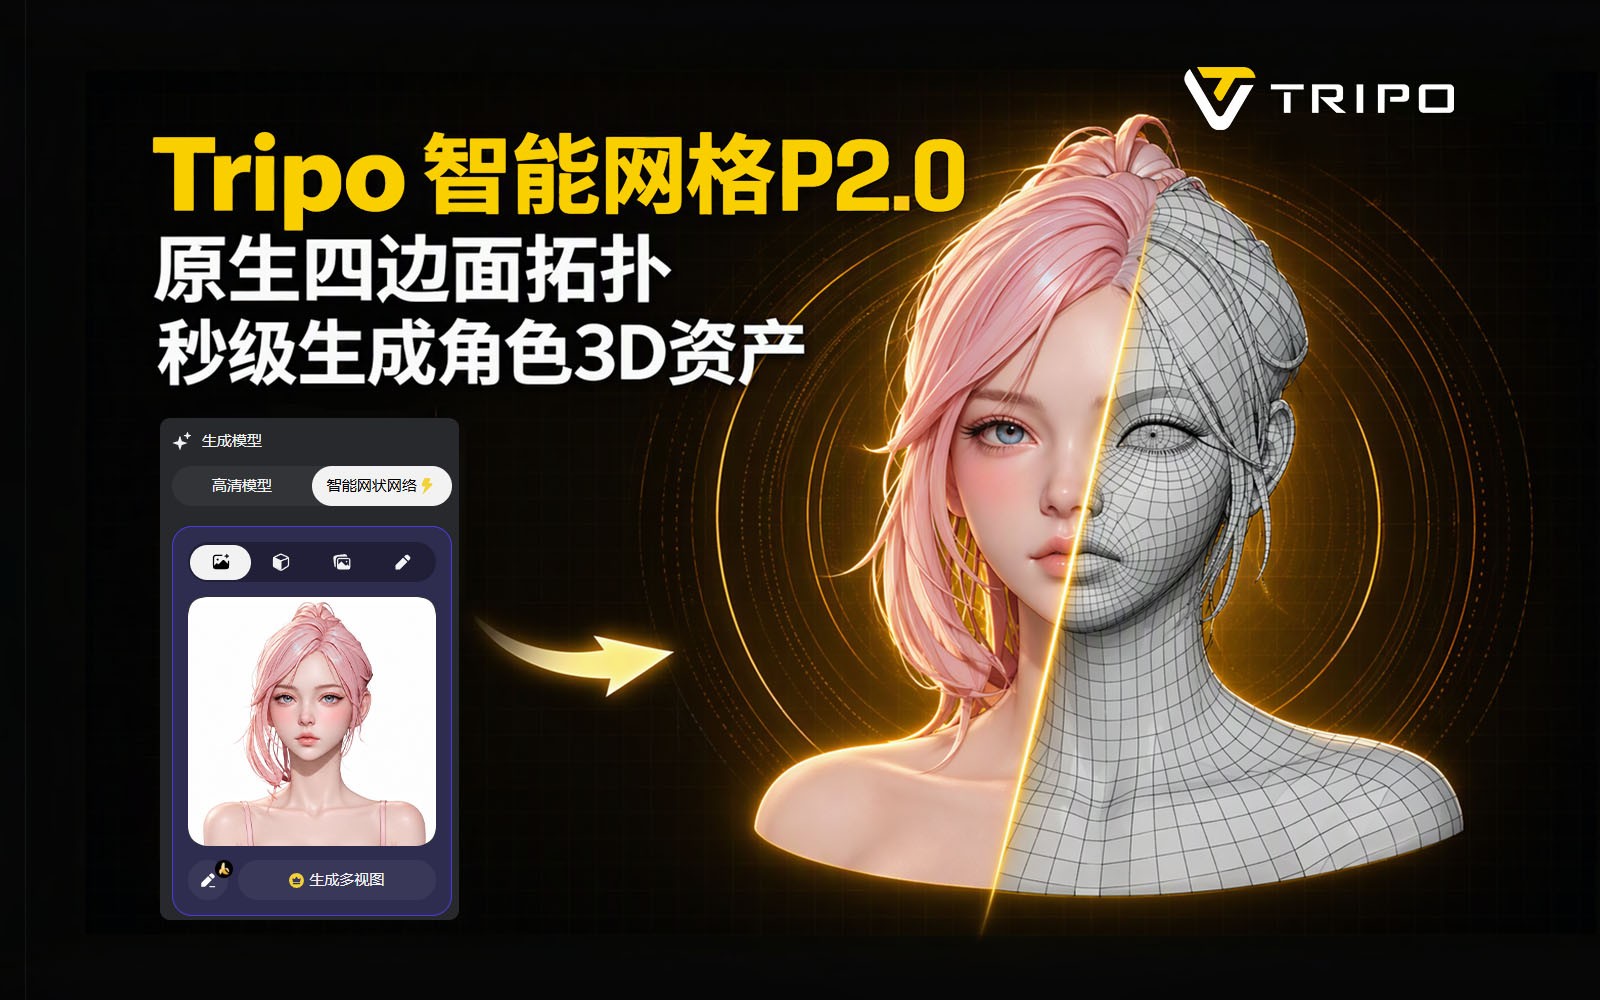 TRIPO
Tripo 智能网格P2.0
原生四边面拓扑
秒级生成角色3D资产
生成模型
高清模型
智能网状网络
生成多视图